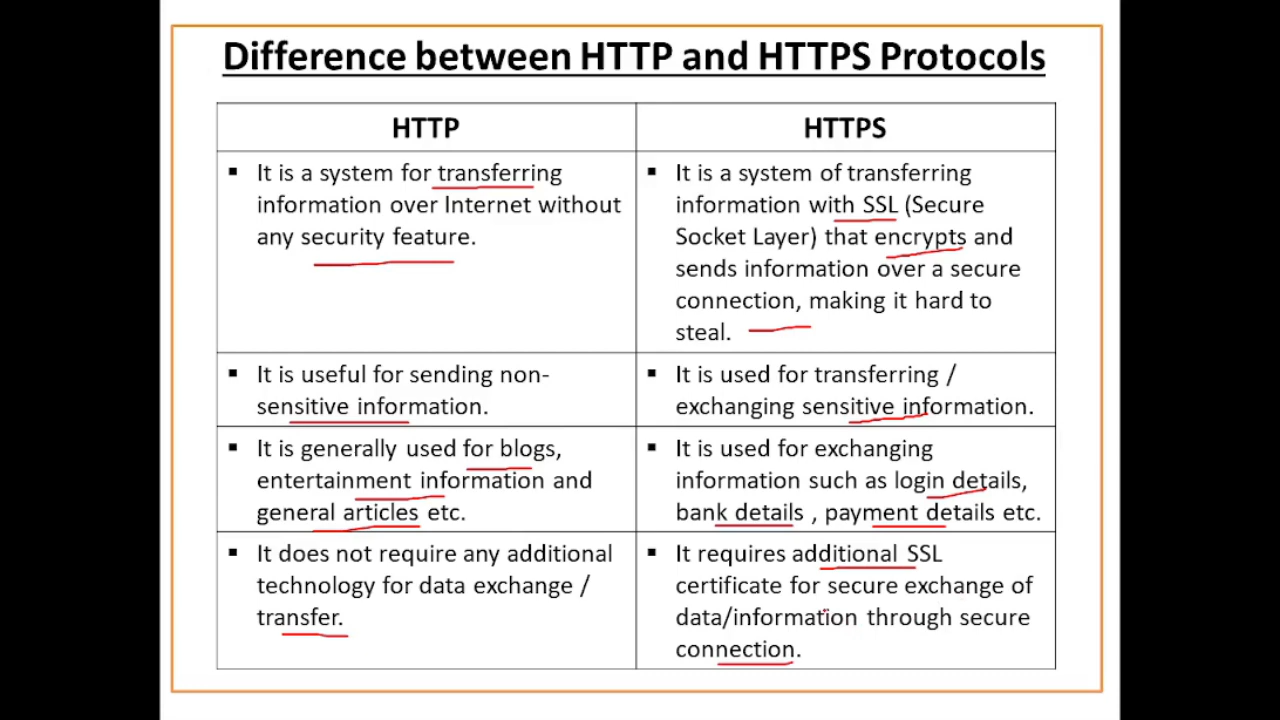 Difference between HTTP and HTTPS Protocols
HTTP
HTTPS
▪ It is a system for transferring
information over Internet without
any security feature.
▪ It is a system of transferring
information with SSL (Secure
Socket Layer) that encrypts and
sends information over a secure
connection, making it hard to
steal.
▪ It is useful for sending non-
sensitive information.
▪ It is used for transferring /
exchanging sensitive information.
▪ It is generally used for blogs,
entertainment information and
general articles etc.
▪ It is used for exchanging
information such as login details,
bank details , payment details etc.
▪ It does not require any additional
technology for data exchange /
transfer.
▪ It requires additional SSL
certificate for secure exchange of
data/information through secure
connection.